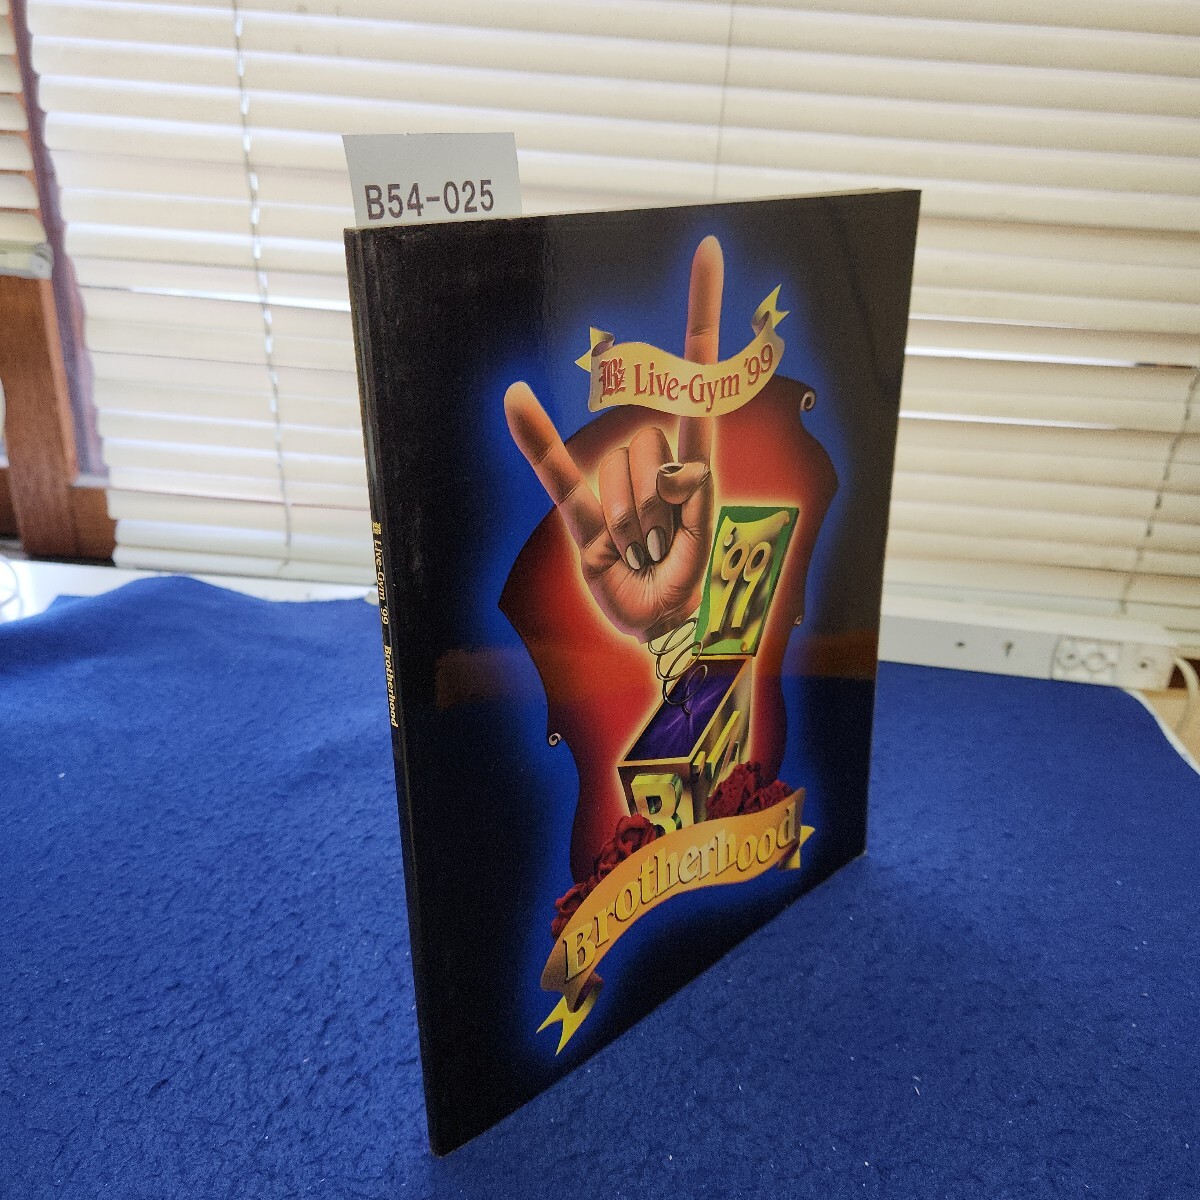 B54-025
B'z Live-Gym '99
'99
B'z
Brotherhood
B'z Live-Gym '99 Brotherhood